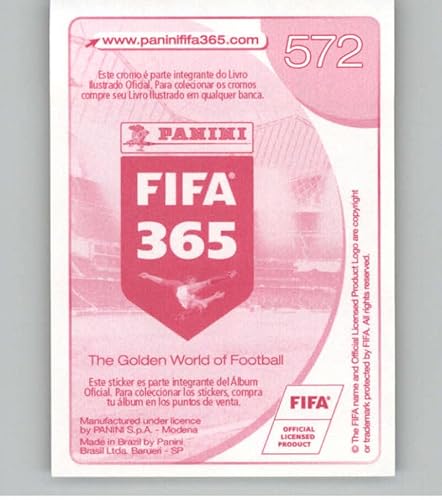 www.paninififa365.com
572
Este cromo é parte integrante do Livro
Ilustrado Oficial. Para colecionar os cromos
compre seu Livro Ilustrado em qualquer banca.
PANINI
FIFA®
365
The Golden World of Football
Este sticker es parte integrante del Álbum
Oficial. Para coleccionar los stickers, compra
tu álbum en los puntos de venta.
Manufactured under licence
by PANINI S.p.A. - Modena
Made in Brazil by Panini
Brasil Ltda. Barueri - SP
FIFA®
OFFICIAL
LICENSED
PRODUCT
© The FIFA name and Official Licensed Product Logo are copyright
or trademark protected by FIFA. All rights reserved.